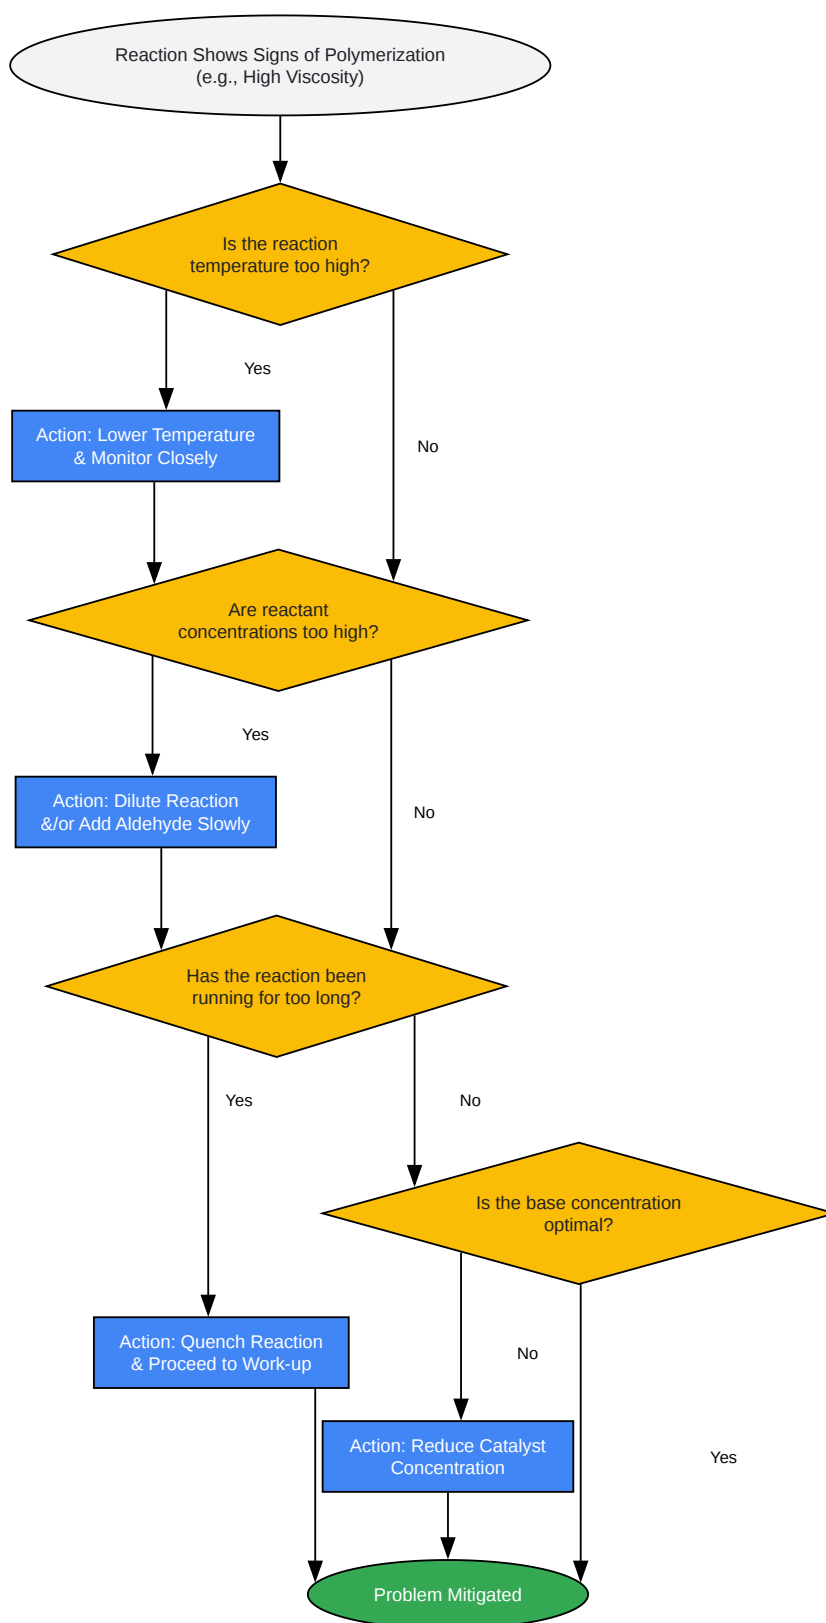 Reaction Shows Signs of Polymerization
(e.g., High Viscosity)
Is the reaction
temperature too high?
Yes
Action: Lower Temperature
& Monitor Closely
No
Are reactant
concentrations too high?
Yes
Action: Dilute Reaction
&/or Add Aldehyde Slowly
No
Has the reaction been
running for too long?
Yes
No
Is the base concentration
optimal?
Action: Quench Reaction
& Proceed to Work-up
No
Action: Reduce Catalyst
Concentration
Yes
Problem Mitigated